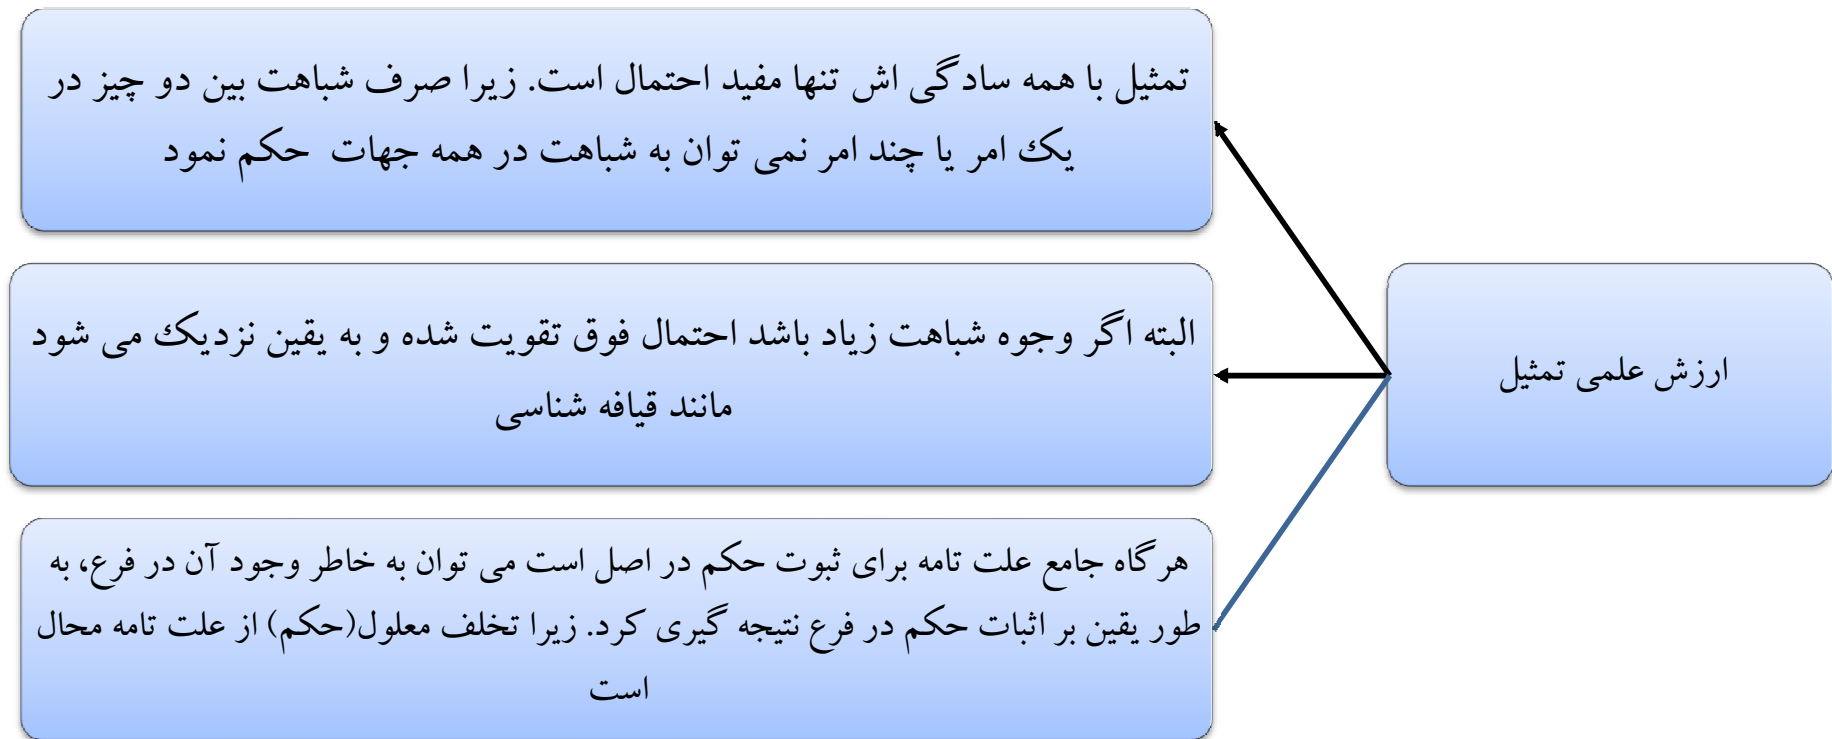 ارزش علمی تمثیل
تمثیل با همه سادگی اش تنها مفید احتمال است. زیرا صرف شباهت بین دو چیز در
یک امر یا چند امر نمی توان به شباهت در همه جهات حکم نمود
البته اگر وجوه شباهت زیاد باشد احتمال فوق تقویت شده و به یقین نزدیک می شود
مانند قیافه شناسی
هرگاه جامع علت تامه برای ثبوت حکم در اصل است می توان به خاطر وجود آن در فرع، به
طور یقین بر اثبات حکم در فرع نتیجه گیری کرد. زیرا تخلف معلول(حکم) از علت تامه محال
است